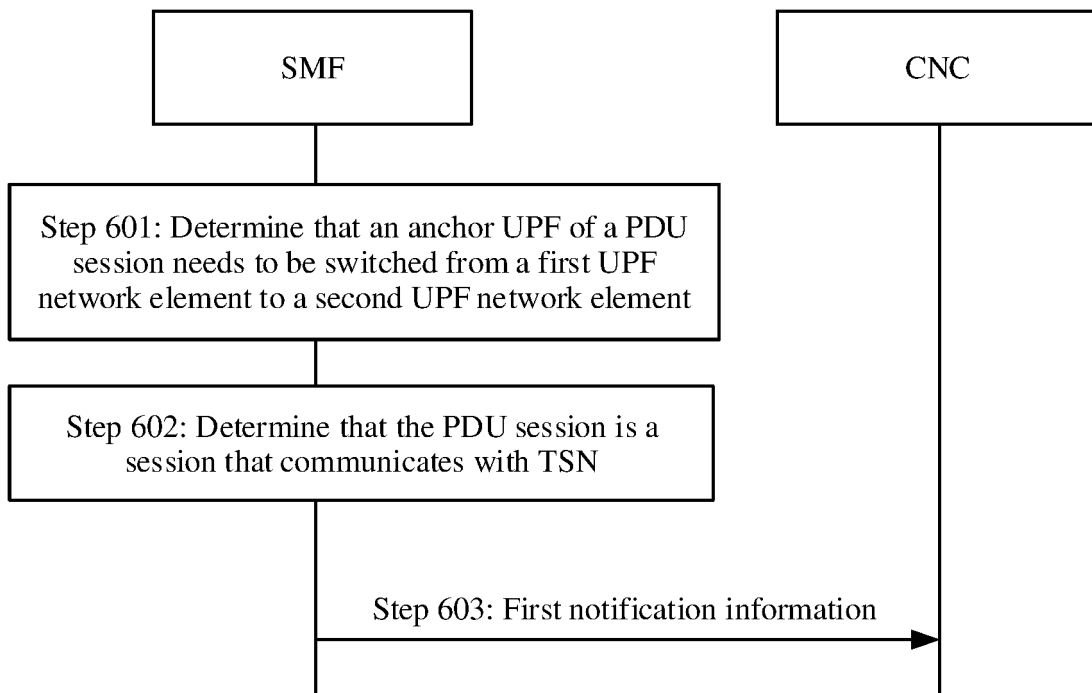 SMF
CNC
Step 601: Determine that an anchor UPF of a PDU
session needs to be switched from a first UPF
network element to a second UPF network element
Step 602: Determine that the PDU session is a
session that communicates with TSN
Step 603: First notification information